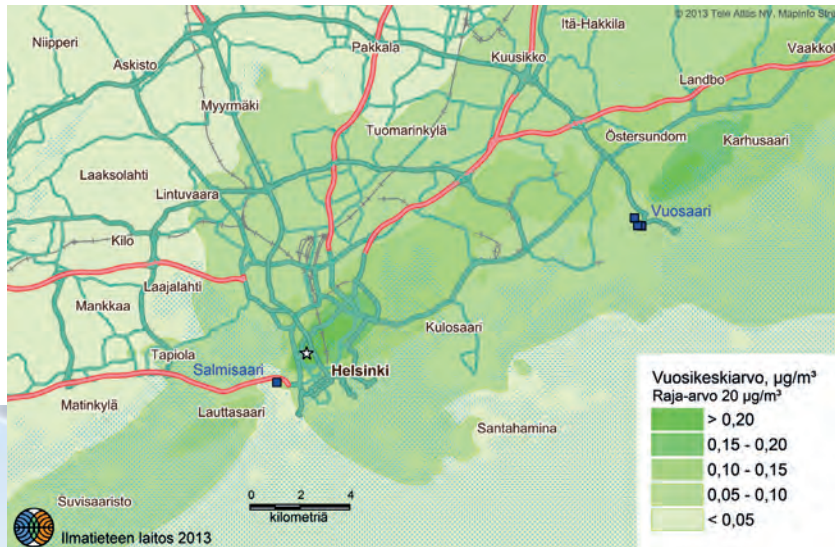 © 2013 Tele Atlas NV, MapInfo Stre
Niipperi
Askisto
Pakkala
Itä-Hakkila
Kuusikko
Vaakkol
Landbo
Myyrmäki
Tuomarinkylä
Östersundom
Karhusaari
Laaksolahti
Lintuvaara
Vuosaari
Kilo
Laajalahti
Mankkaa
Kulosaari
Tapiola
Salmisaari
Helsinki
Matinkylä
Lauttasaari
Santahamina
Suvisaaristo
0 2 4
kilometriä
Ilmatieteen laitos 2013
Vuosikeskiarvo, µg/m³
Raja-arvo 20 µg/m³
> 0,20
0,15 - 0,20
0,10 - 0,15
0,05 - 0,10
< 0,05